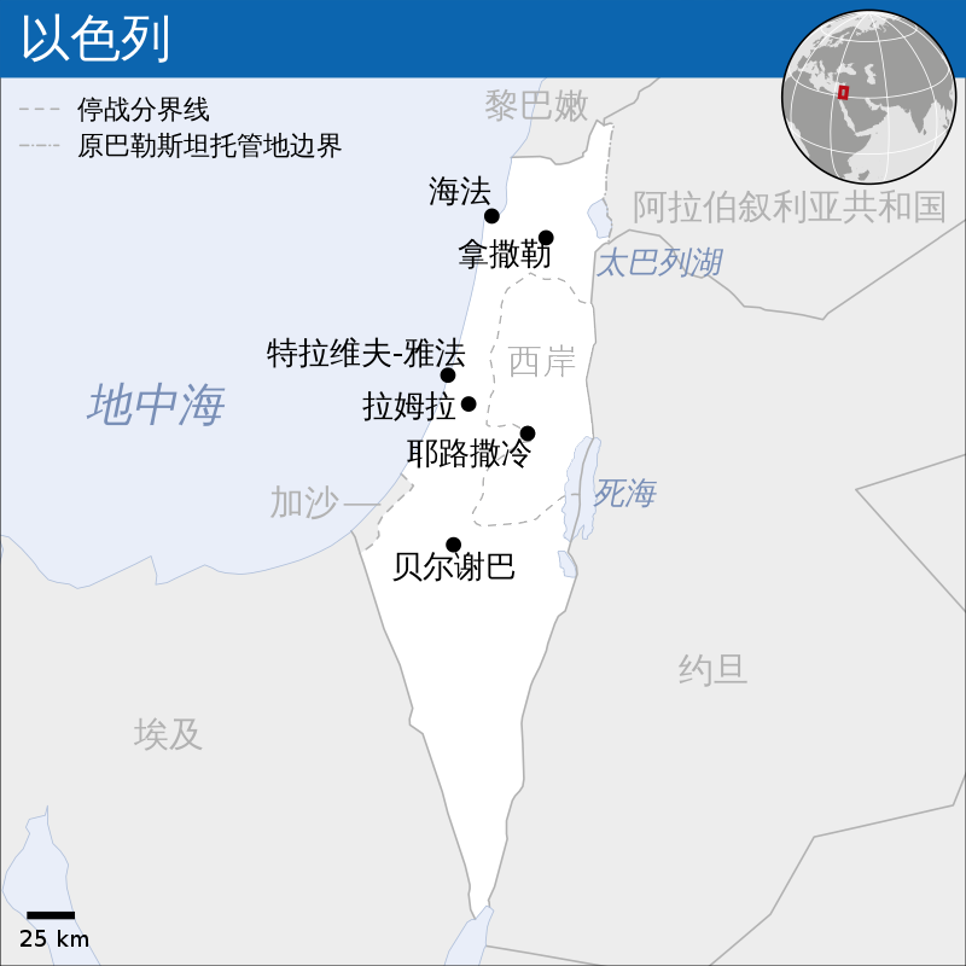 以色列
停战分界线
原巴勒斯坦托管地边界
黎巴嫩
海法
阿拉伯叙利亚共和国
拿撒勒
太巴列湖
特拉维夫-雅法
西岸
地中海
拉姆拉
耶路撒冷
加沙
死海
贝尔谢巴
约旦
埃及
25 km